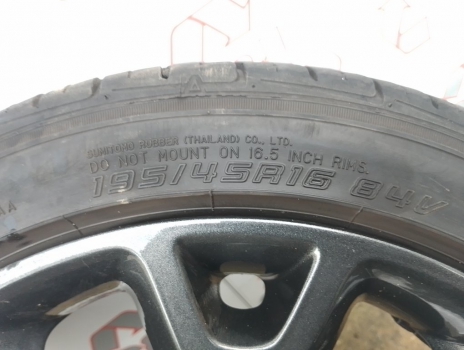 SUMITOMO RUBBER (THAILAND) CO., LTD.
DO NOT MOUNT ON 16.5 INCH RIMS.
195/45R16 84V